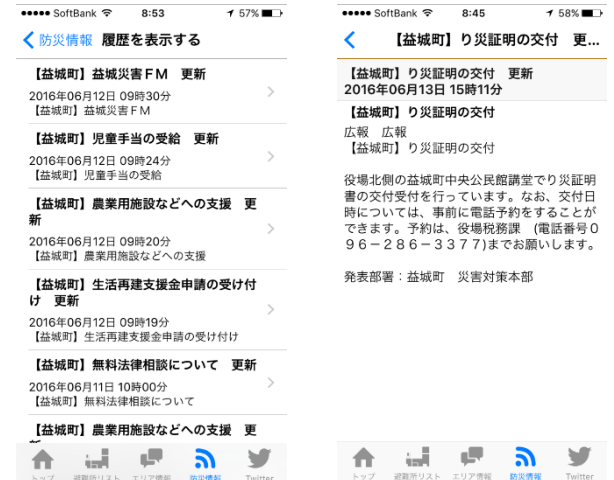 SoftBank 8:53 57%
防災情報 履歴を表示する
【益城町】益城災害ＦＭ　更新
2016年06月12日 09時30分
【益城町】益城災害ＦＭ
【益城町】児童手当の受給　更新
2016年06月12日 09時24分
【益城町】児童手当の受給
【益城町】農業用施設などへの支援　更
新
2016年06月12日 09時20分
【益城町】農業用施設などへの支援
【益城町】生活再建支援金申請の受け付
け　更新
2016年06月12日 09時19分
【益城町】生活再建支援金申請の受け付け
【益城町】無料法律相談について　更新
2016年06月11日 10時00分
【益城町】無料法律相談について
【益城町】農業用施設などへの支援　更
トップ 避難所リスト エリア情報 防災情報 Twitter
SoftBank 8:45 58%
【益城町】り災証明の交付　更...
【益城町】り災証明の交付　更新
2016年06月13日 15時11分
【益城町】り災証明の交付
広報　広報
【益城町】り災証明の交付
役場北側の益城町中央公民館講堂でり災証明
書の交付受付を行っています。なお、交付日
時については、事前に電話予約をすることが
できます。予約は、役場税務課　(電話番号０
９６－２８６－３３７７)までお願いします。
発表部署：益城町　災害対策本部
トップ 避難所リスト エリア情報 防災情報 Twitter